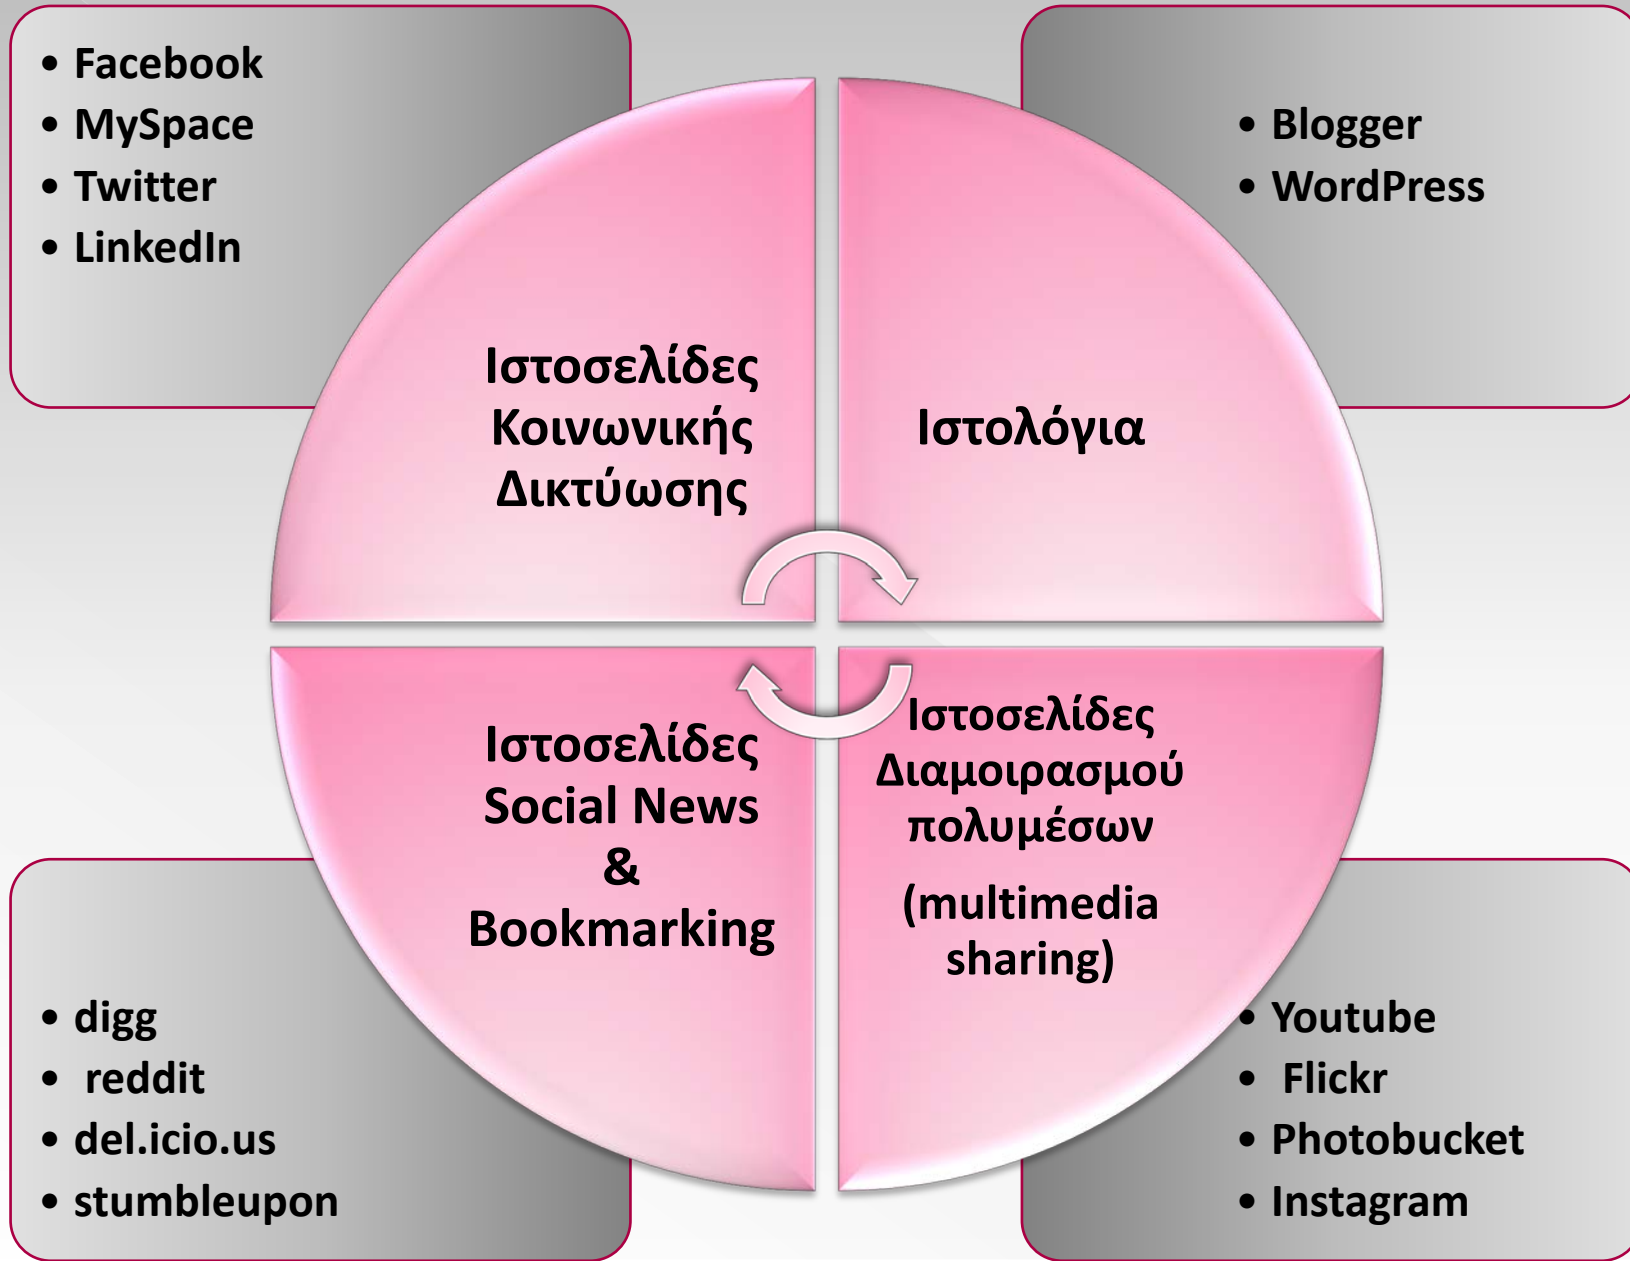 • Facebook
• MySpace
• Twitter
• LinkedIn
• Blogger
• WordPress
Ιστοσελίδες
Κοινωνικής
Δικτύωσης
Ιστολόγια
Ιστοσελίδες
Social News
&
Bookmarking
Ιστοσελίδες
Διαμοιρασμού
πολυμέσων
(multimedia
sharing)
• digg
• reddit
• del.icio.us
• stumbleupon
• Youtube
• Flickr
• Photobucket
• Instagram